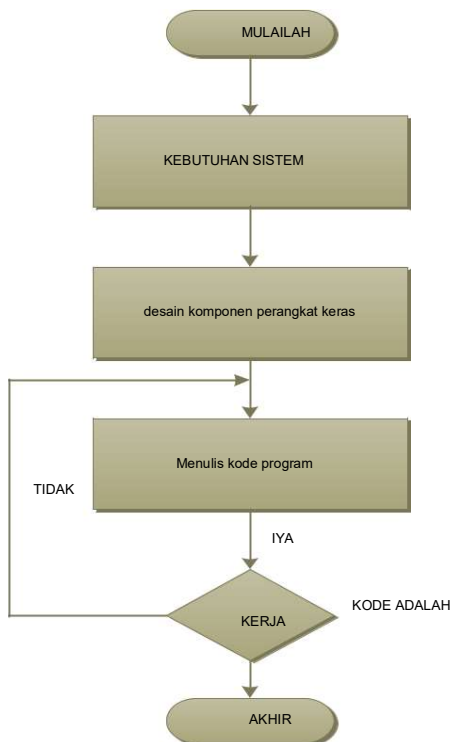 MULAILAH
KEBUTUHAN SISTEM
desain komponen perangkat keras
Menulis kode program
TIDAK
IYA
KODE ADALAH
KERJA
AKHIR